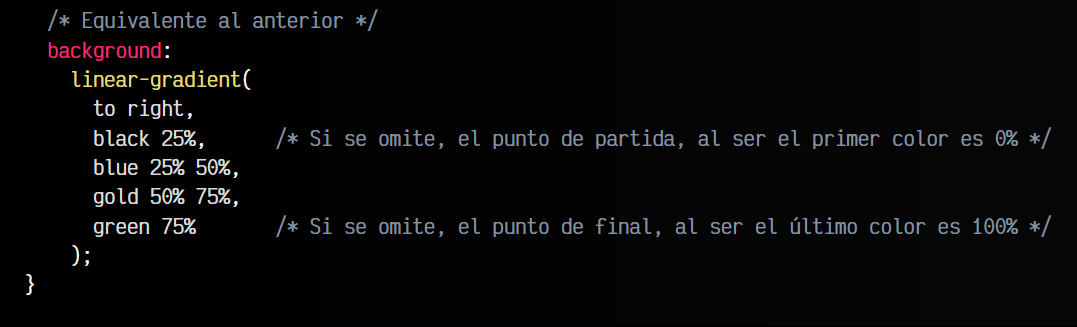 /* Equivalente al anterior */
background:
linear-gradient(
to right,
black 25%, /* Si se omite, el punto de partida, al ser el primer color es 0% */
blue 25% 50%,
gold 50% 75%,
green 75% /* Si se omite, el punto de final, al ser el último color es 100% */
);
}